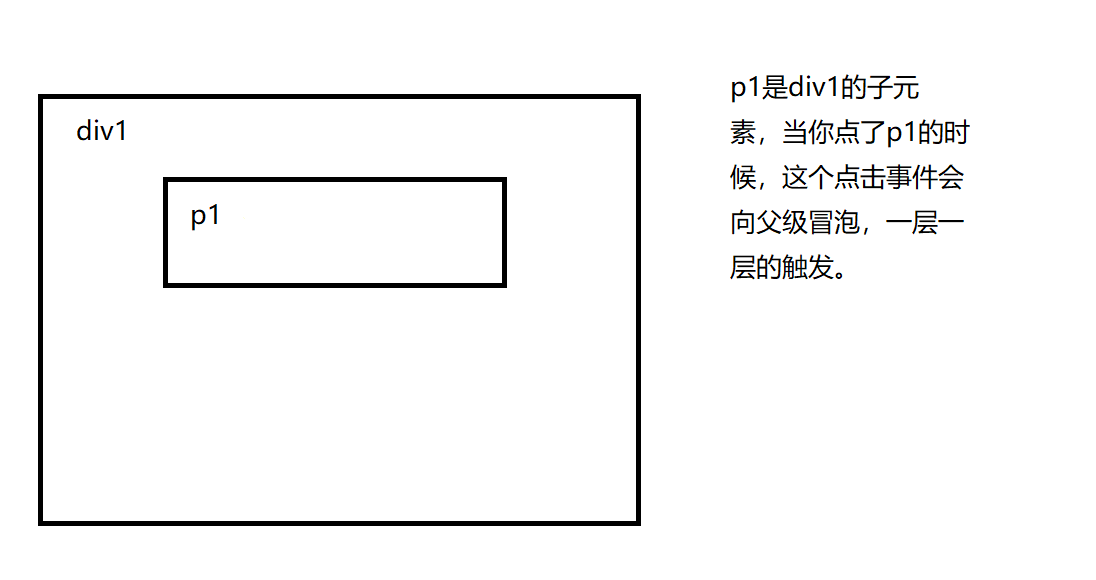 div1
p1
p1是div1的子元
素，当你点了p1的时
候，这个点击事件会
向父级冒泡，一层一
层的触发。